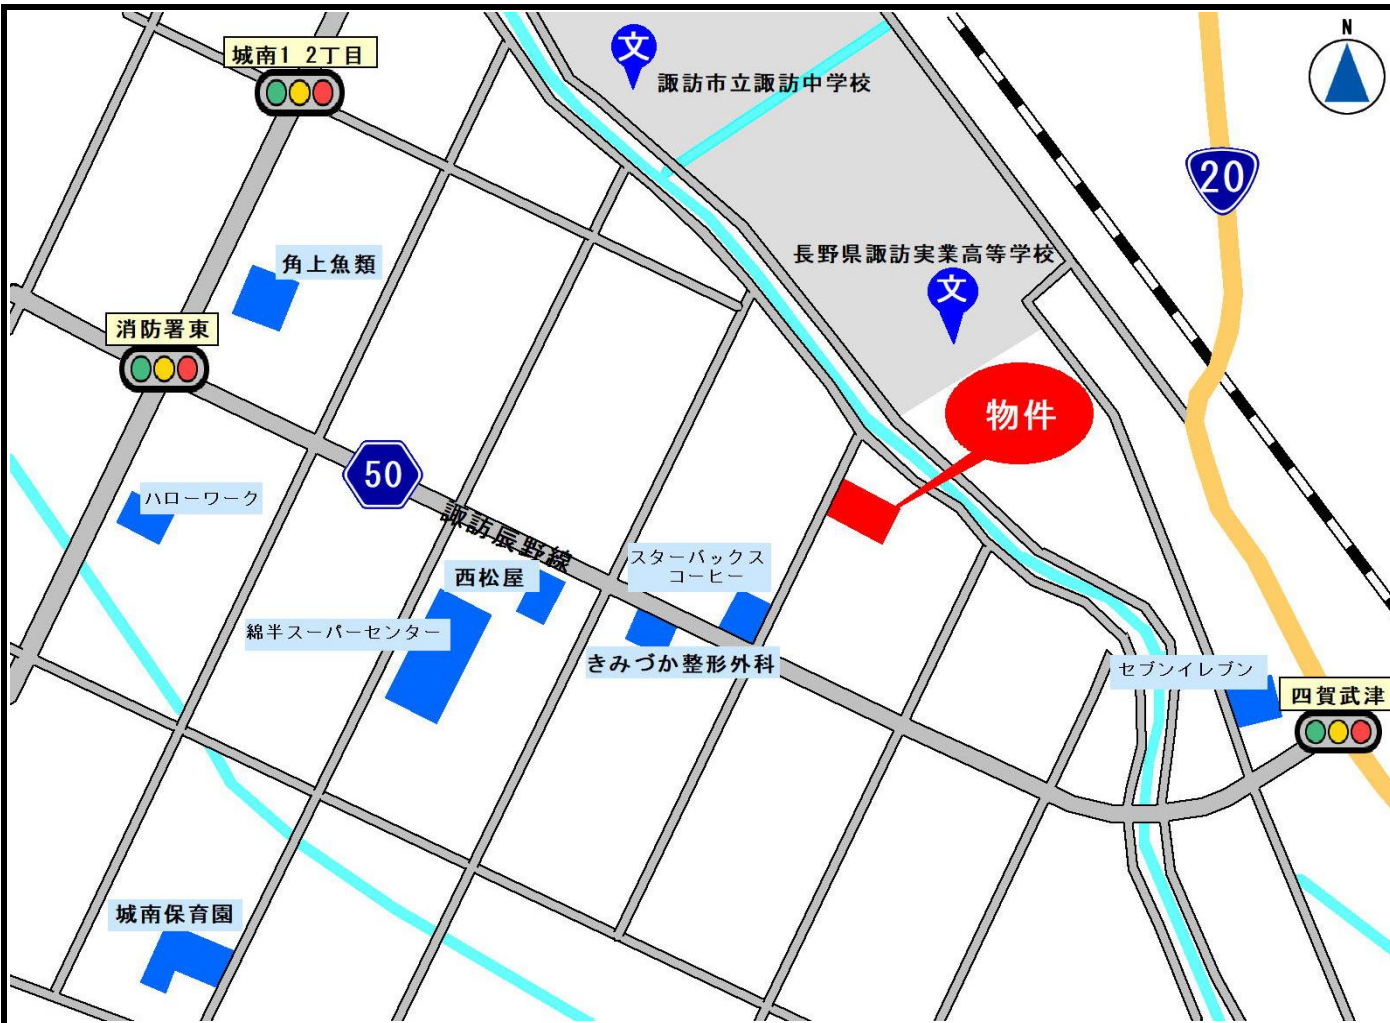 N
城南1 2丁目
文
諏訪市立諏訪中学校
20
長野県諏訪実業高等学校
文
角上魚類
消防署東
物件
50
諏訪辰野線
ハローワーク
スターバックス
コーヒー
西松屋
綿半スーパーセンター
きみづか整形外科
セブンイレブン
四賀武津
城南保育園